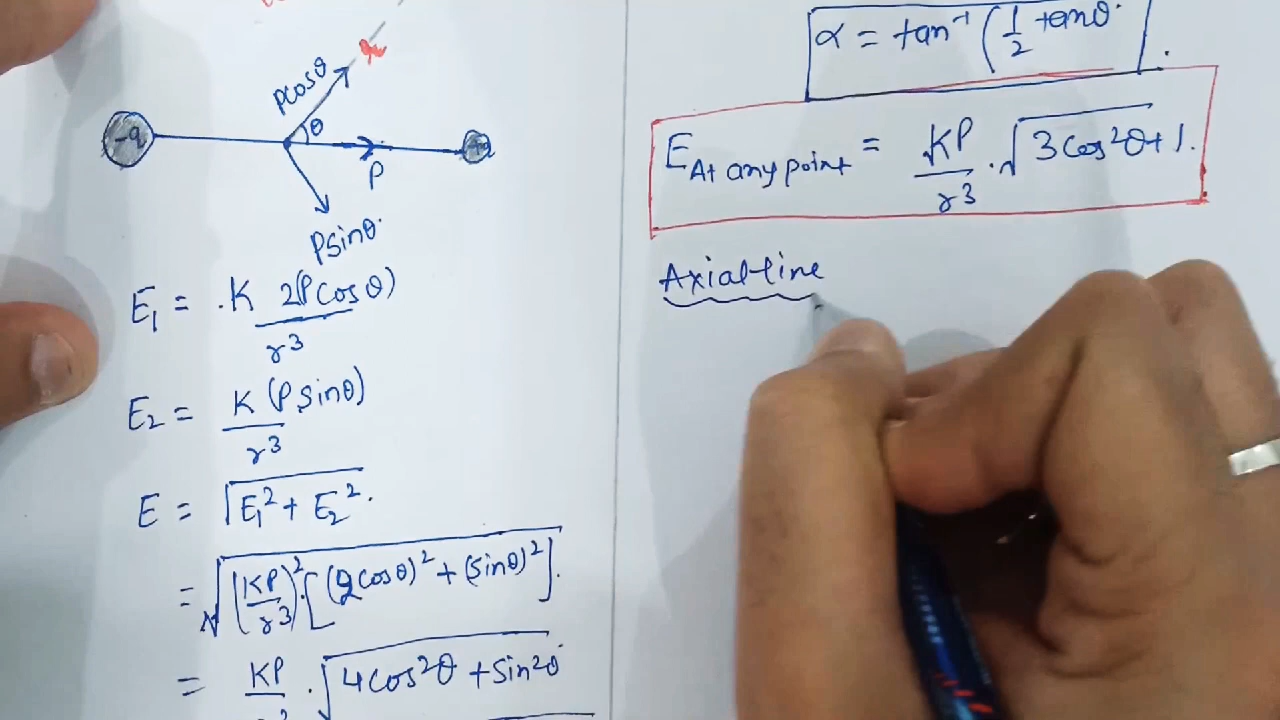 -q
Pcosθ
θ
P
Psinθ
E₁ = .K 2(Pcosθ)
r³
E₂ = K (Psinθ)
r³
E = √E₁² + E₂².
= √(KP/r³)²[(2cosθ)² + (sinθ)²].
= KP/ .√4cos²θ + sin²θ
α = tan⁻¹ (1/2 tanθ.
E At any point = KP/r³ .√3cos²θ+1.
Axial-line